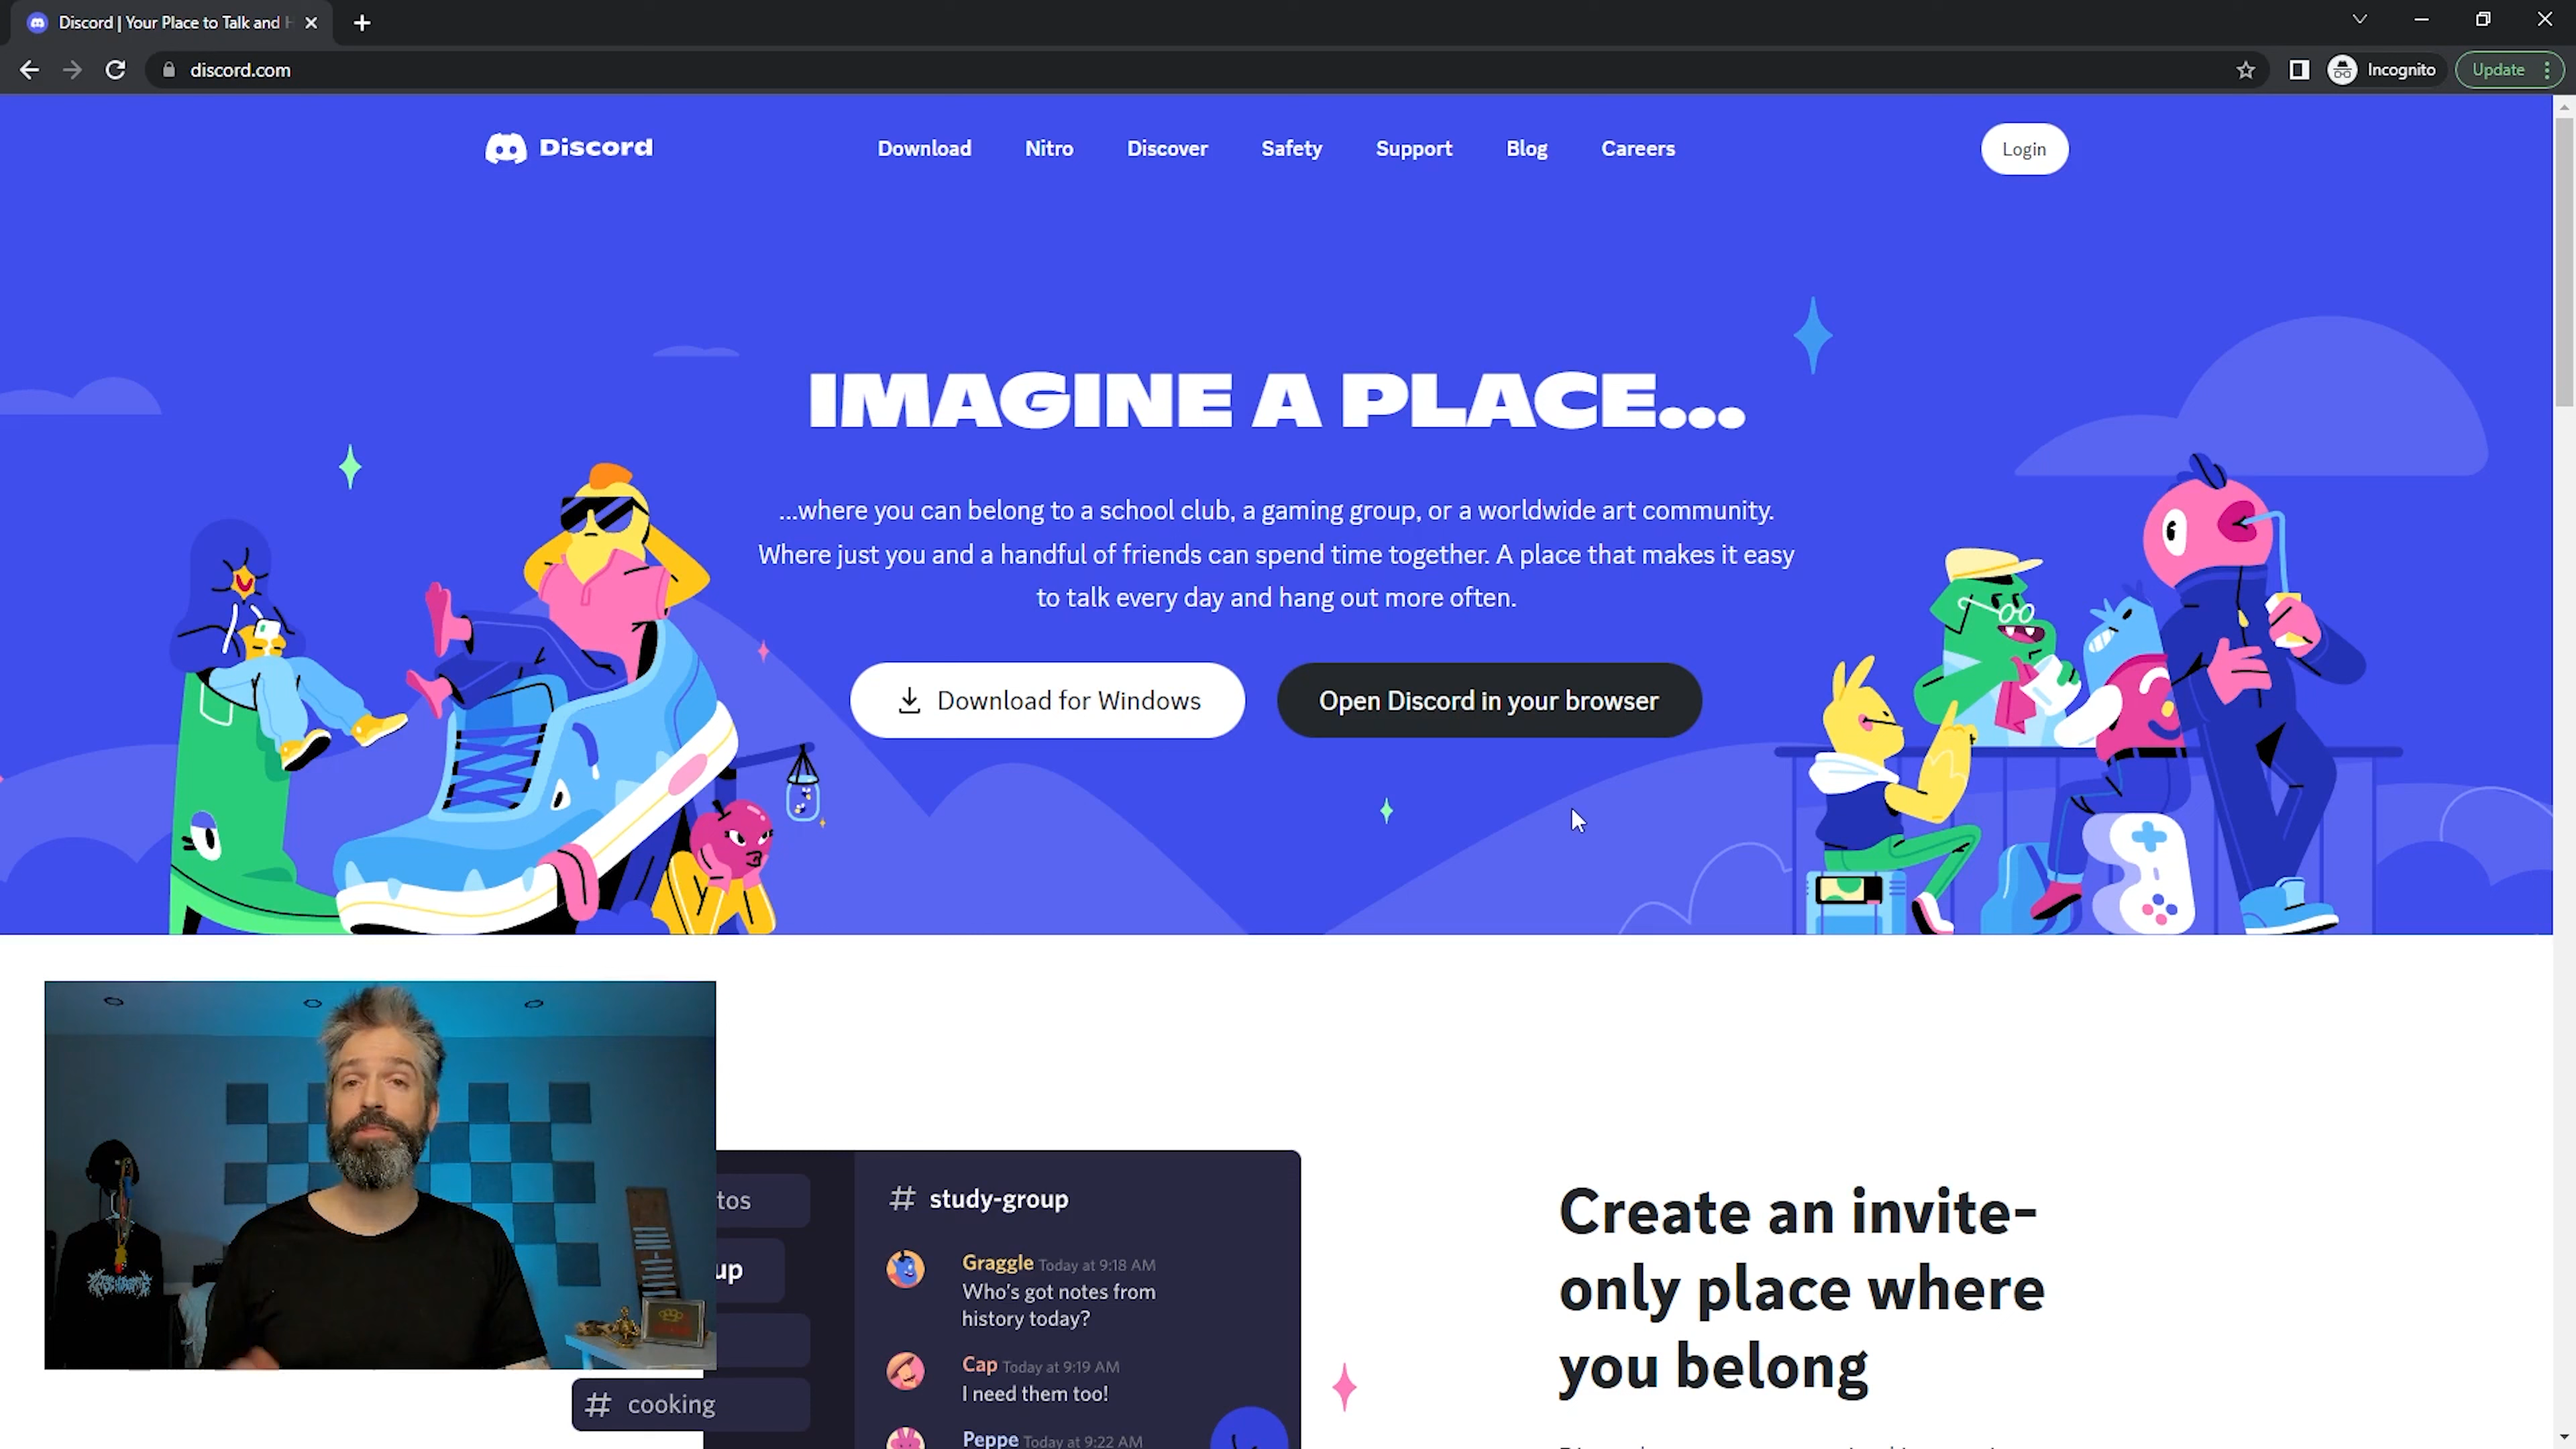 Discord | Your Place to Talk and H
discord.com
Incognito
Update
Discord
Download
Nitro
Discover
Safety
Support
Blog
Careers
Login
IMAGINE A PLACE...
...where you can belong to a school club, a gaming group, or a worldwide art community.
Where just you and a handful of friends can spend time together. A place that makes it easy
to talk every day and hang out more often.
Download for Windows
Open Discord in your browser
tos
up
# cooking
# study-group
Graggle Today at 9:18 AM
Who's got notes from
history today?
Cap Today at 9:19 AM
I need them too!
Peppe Today at 9:22 AM
Create an invite-
only place where
you belong